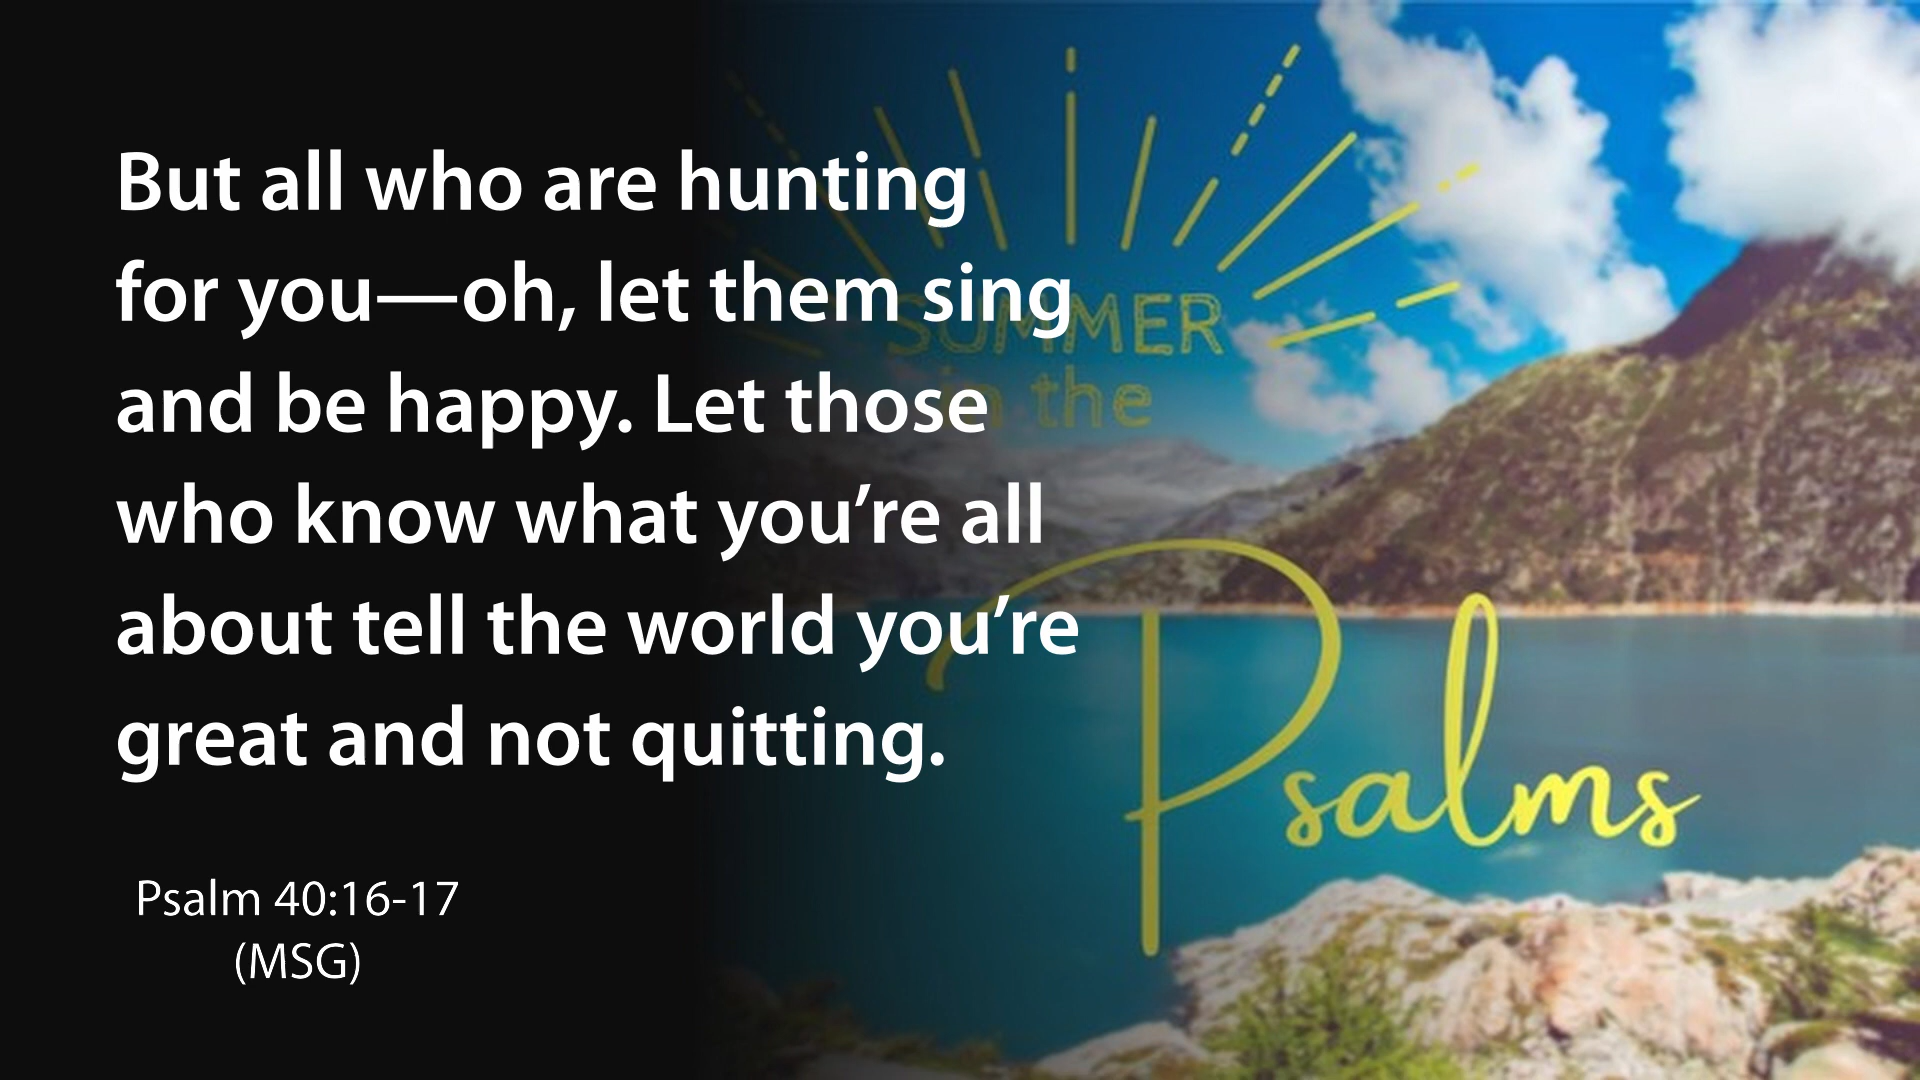 But all who are hunting
for you—oh, let them sing
and be happy. Let those
who know what you’re all
about tell the world you’re
great and not quitting.
Psalm 40:16-17
(MSG)
SUMMER
in the
Psalms